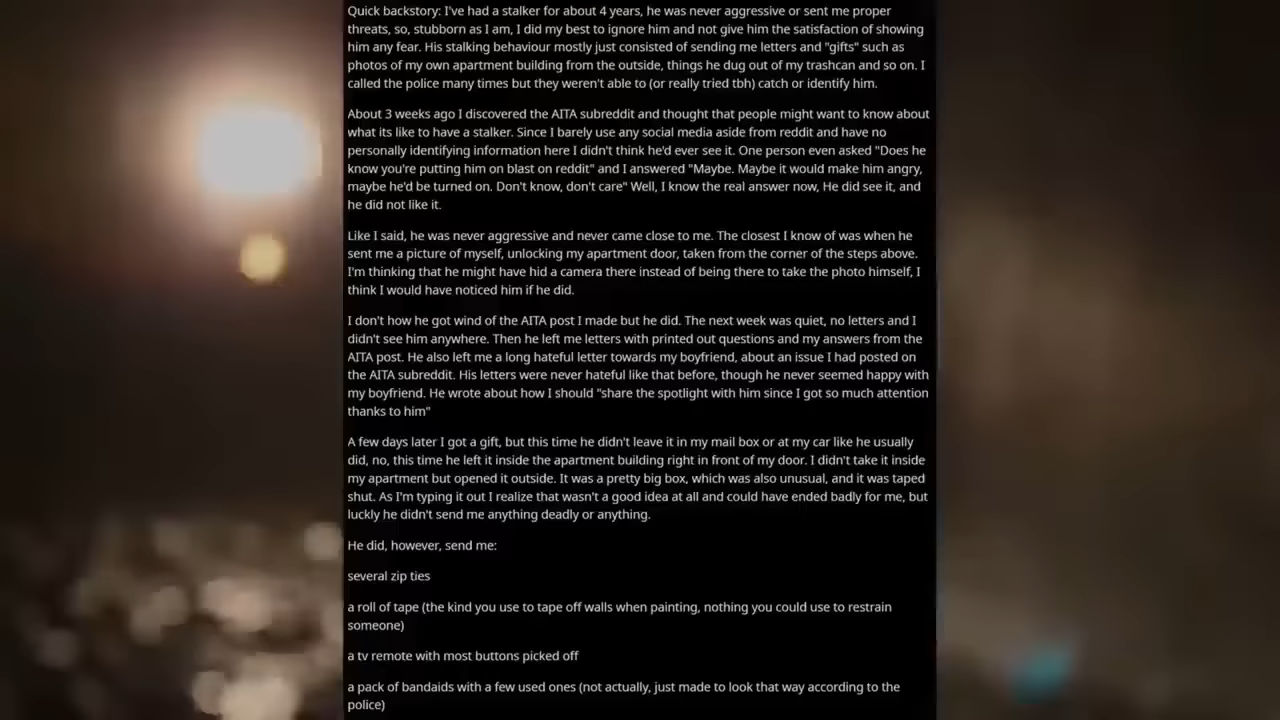 Quick backstory: I've had a stalker for about 4 years, he was never aggressive or sent me proper
threats, so, stubborn as I am, I did my best to ignore him and not give him the satisfaction of showing
him any fear. His stalking behaviour mostly just consisted of sending me letters and "gifts" such as
photos of my own apartment building from the outside, things he dug out of my trashcan and so on. I
called the police many times but they weren't able to (or really tried tbh) catch or identify him.
About 3 weeks ago I discovered the AITA subreddit and thought that people might want to know about
what its like to have a stalker. Since I barely use any social media aside from reddit and have no
personally identifying information here I didn't think he'd ever see it. One person even asked "Does he
know you're putting him on blast on reddit" and I answered "Maybe. Maybe it would make him angry,
maybe he'd be turned on. Don't know, don't care" Well, I know the real answer now, He did see it, and
he did not like it.
Like I said, he was never aggressive and never came close to me. The closest I know of was when he
sent me a picture of myself, unlocking my apartment door, taken from the corner of the steps above.
I'm thinking that he might have hid a camera there instead of being there to take the photo himself, I
think I would have noticed him if he did.
I don't how he got wind of the AITA post I made but he did. The next week was quiet, no letters and I
didn't see him anywhere. Then he left me letters with printed out questions and my answers from the
AITA post. He also left me a long hateful letter towards my boyfriend, about an issue I had posted on
the AITA subreddit. His letters were never hateful like that before, though he never seemed happy with
my boyfriend. He wrote about how I should "share the spotlight with him since I got so much attention
thanks to him"
A few days later I got a gift, but this time he didn't leave it in my mail box or at my car like he usually
did, no, this time he left it inside the apartment building right in front of my door. I didn't take it inside
my apartment but opened it outside. It was a pretty big box, which was also unusual, and it was taped
shut. As I'm typing it out I realize that wasn't a good idea at all and could have ended badly for me, but
luckly he didn't send me anything deadly or anything.
He did, however, send me:
several zip ties
a roll of tape (the kind you use to tape off walls when painting, nothing you could use to restrain
someone)
a tv remote with most buttons picked off
a pack of bandaids with a few used ones (not actually, just made to look that way according to the
police)